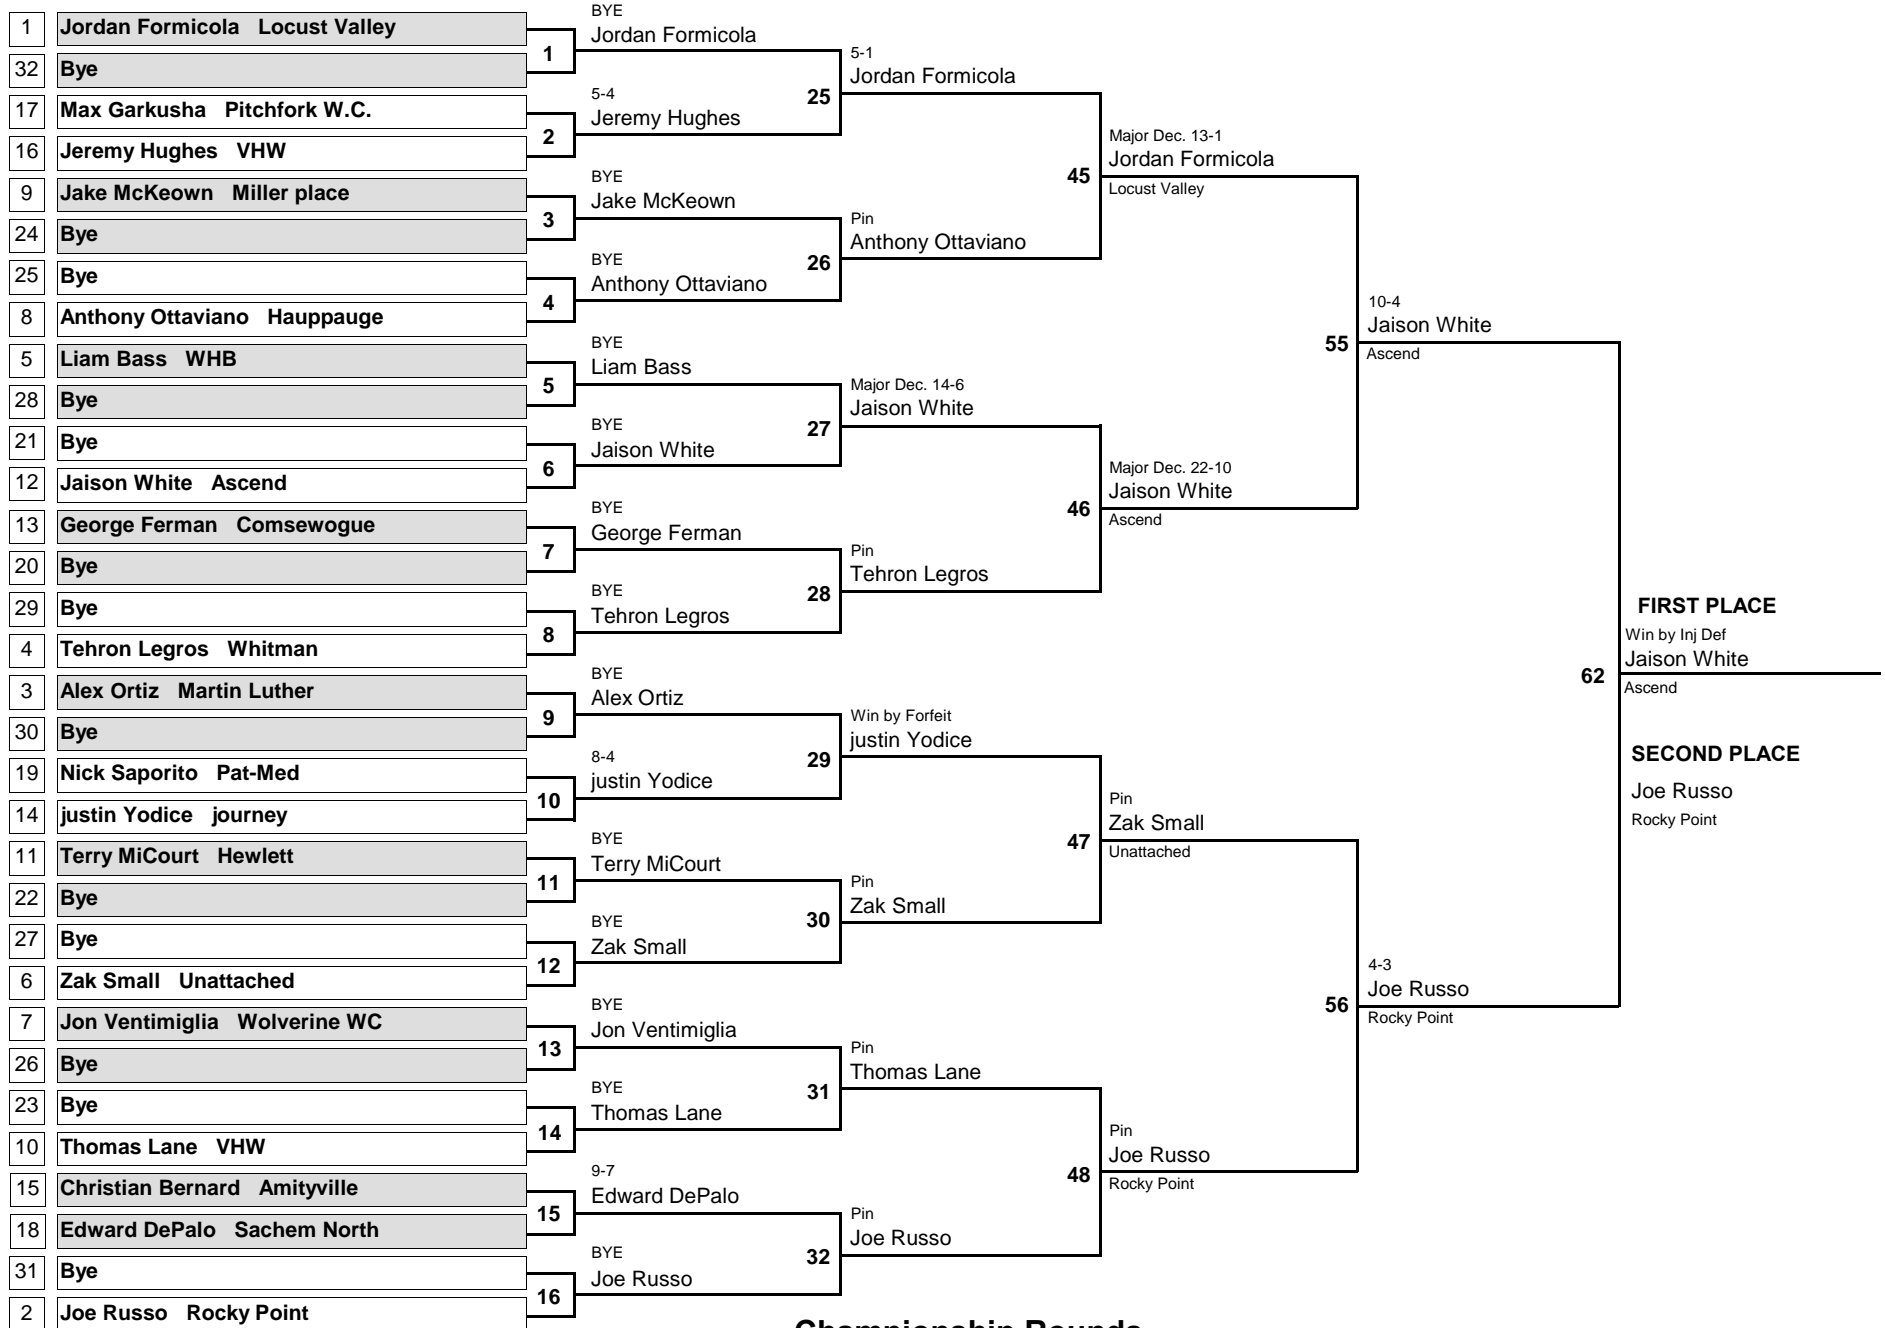 1 Jordan Formicola Locust Valley
32 Bye
17 Max Garkusha Pitchfork W.C.
16 Jeremy Hughes VHW
9 Jake McKeown Miller place
24 Bye
25 Bye
8 Anthony Ottaviano Hauppauge
5 Liam Bass WHB
28 Bye
21 Bye
12 Jaison White Ascend
13 George Ferman Comsewogue
20 Bye
29 Bye
4 Tehron Legros Whitman
3 Alex Ortiz Martin Luther
30 Bye
19 Nick Saporito Pat-Med
14 justin Yodice journey
11 Terry MiCourt Hewlett
22 Bye
27 Bye
6 Zak Small Unattached
7 Jon Ventimiglia Wolverine WC
26 Bye
23 Bye
10 Thomas Lane VHW
15 Christian Bernard Amityville
18 Edward DePalo Sachem North
31 Bye
2 Joe Russo Rocky Point
BYE
Jordan Formicola
1
5-4
Jeremy Hughes
2
BYE
Jake McKeown
3
BYE
Anthony Ottaviano
4
BYE
Liam Bass
5
BYE
Jaison White
6
BYE
George Ferman
7
BYE
Tehron Legros
8
BYE
Alex Ortiz
9
8-4
justin Yodice
10
BYE
Terry MiCourt
11
BYE
Zak Small
12
BYE
Jon Ventimiglia
13
BYE
Thomas Lane
14
9-7
Edward DePalo
15
BYE
Joe Russo
16
5-1
Jordan Formicola
25
Pin
Anthony Ottaviano
26
Major Dec. 14-6
Jaison White
27
Pin
Tehron Legros
28
Win by Forfeit
justin Yodice
29
Pin
Zak Small
30
Pin
Thomas Lane
31
Pin
Joe Russo
32
Major Dec. 13-1
Jordan Formicola
45
Locust Valley
Major Dec. 22-10
Jaison White
46
Ascend
Pin
Zak Small
47
Unattached
Pin
Joe Russo
48
Rocky Point
10-4
Jaison White
55
Ascend
4-3
Joe Russo
56
Rocky Point
FIRST PLACE
Win by Inj Def
Jaison White
62
Ascend
SECOND PLACE
Joe Russo
Rocky Point
Championship Rounds